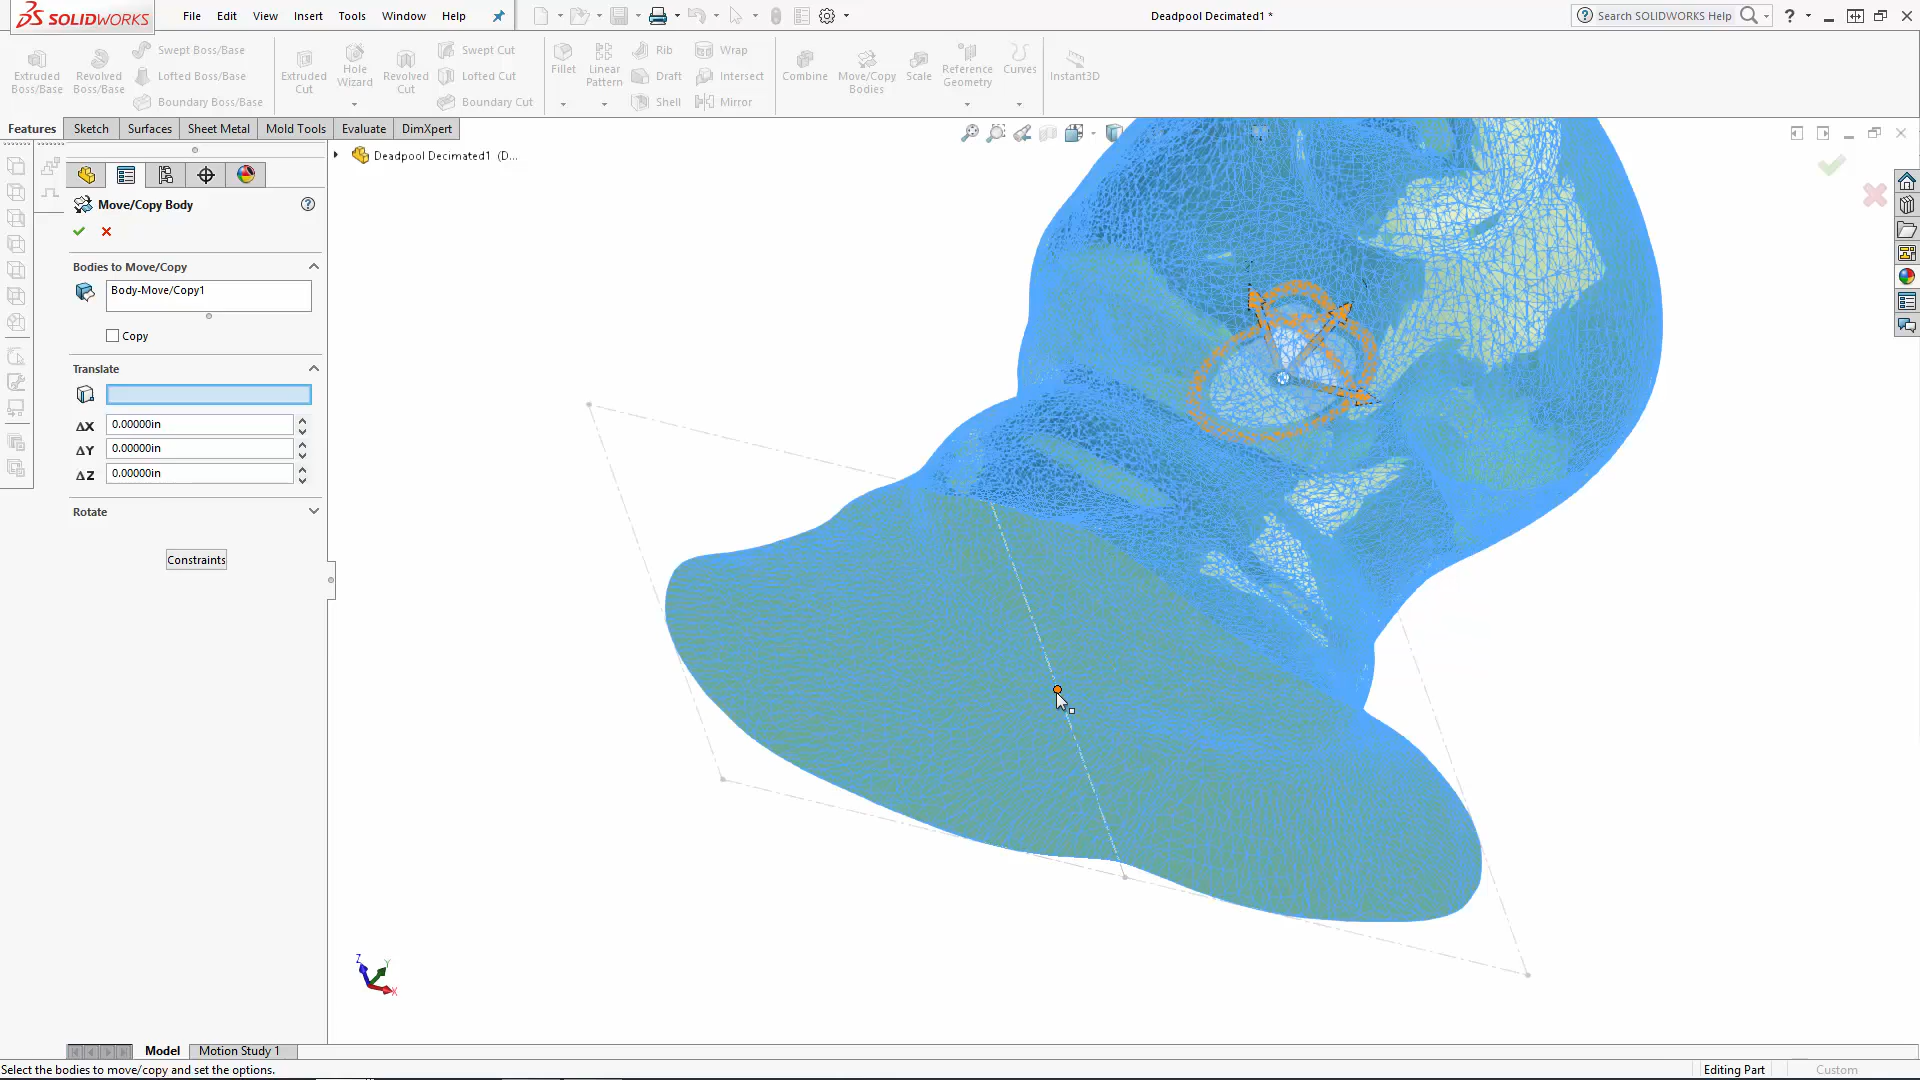 SOLIDWORKS
File Edit View Insert Tools Window Help
Deadpool Decimated1 *
Search SOLIDWORKS Help
Extruded Boss/Base
Revolved Boss/Base
Swept Boss/Base
Lofted Boss/Base
Boundary Boss/Base
Extruded Cut
Hole Wizard
Revolved Cut
Swept Cut
Lofted Cut
Boundary Cut
Fillet
Linear Pattern
Rib
Draft
Shell
Wrap
Intersect
Mirror
Combine
Move/Copy Bodies
Scale
Reference Geometry
Curves
Instant3D
Features Sketch Surfaces Sheet Metal Mold Tools Evaluate DimXpert
Deadpool Decimated1 (D...
Move/Copy Body
Bodies to Move/Copy
Body-Move/Copy1
Copy
Translate
ΔX 0.00000in
ΔY 0.00000in
ΔZ 0.00000in
Rotate
Constraints
Z
Y
X
Model Motion Study 1
Select the bodies to move/copy and set the options.
Editing Part
Custom